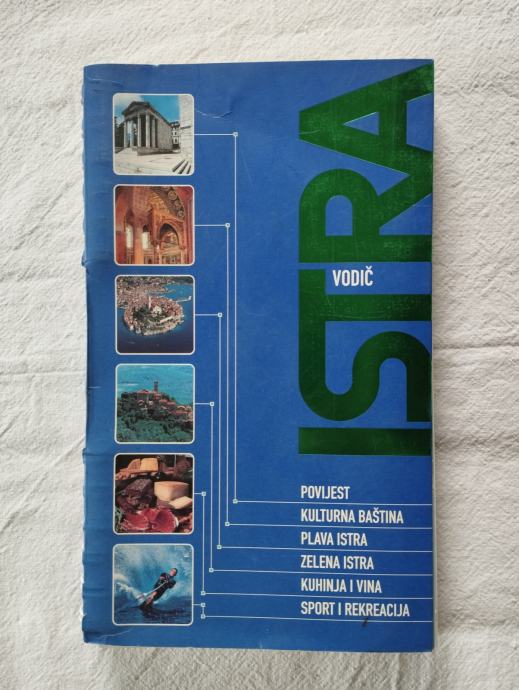 ISTRA
VODIČ
POVIJEST
KULTURNA BAŠTINA
PLAVA ISTRA
ZELENA ISTRA
KUHINJA I VINA
SPORT I REKREACIJA